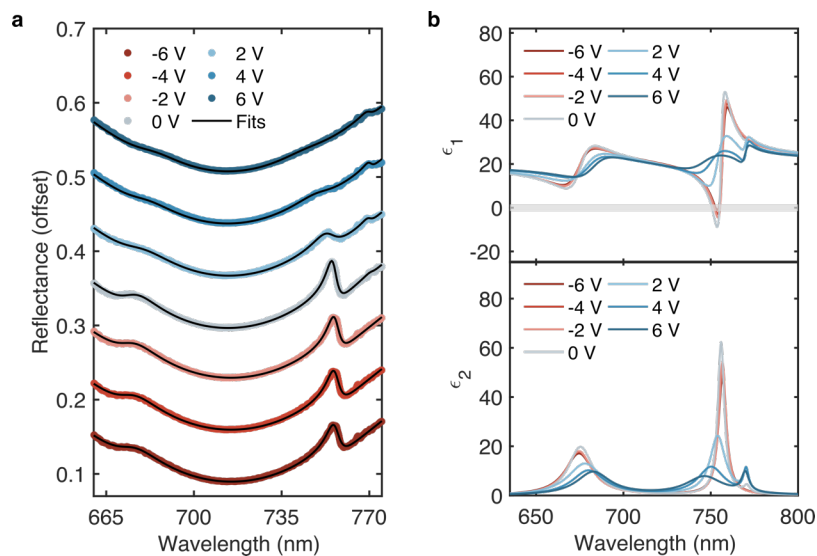 a
b
-6 V
2 V
-4 V
4 V
-2 V
6 V
0 V
Fits
0.7
0.6
0.5
0.4
0.3
0.2
0.1
Reflectance (offset)
665
700
735
770
Wavelength (nm)
80
60
40
20
0
-20
ϵ1
-6 V
2 V
-4 V
4 V
-2 V
6 V
0 V
80
60
40
20
0
ϵ2
-6 V
2 V
-4 V
4 V
-2 V
6 V
0 V
650
700
750
800
Wavelength (nm)